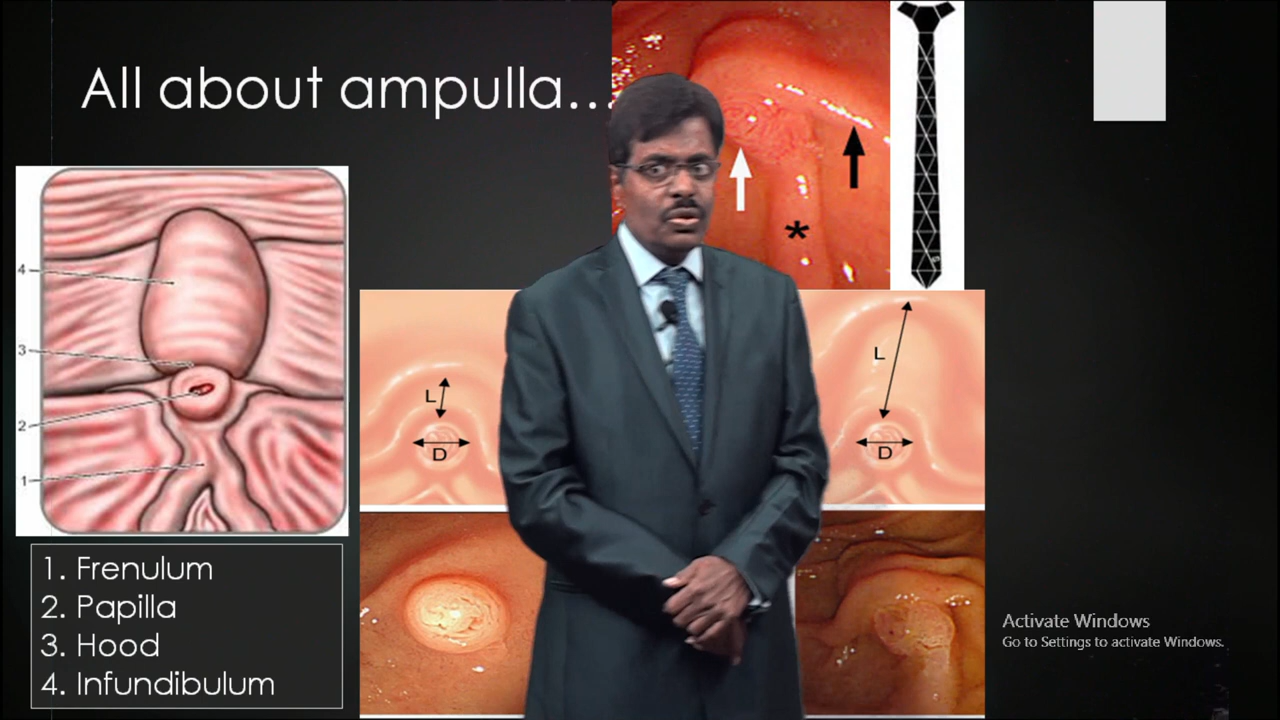 All about ampulla...
4
3
2
1
1. Frenulum
2. Papilla
3. Hood
4. Infundibulum
*
L
D
L
D
Activate Windows
Go to Settings to activate Windows.